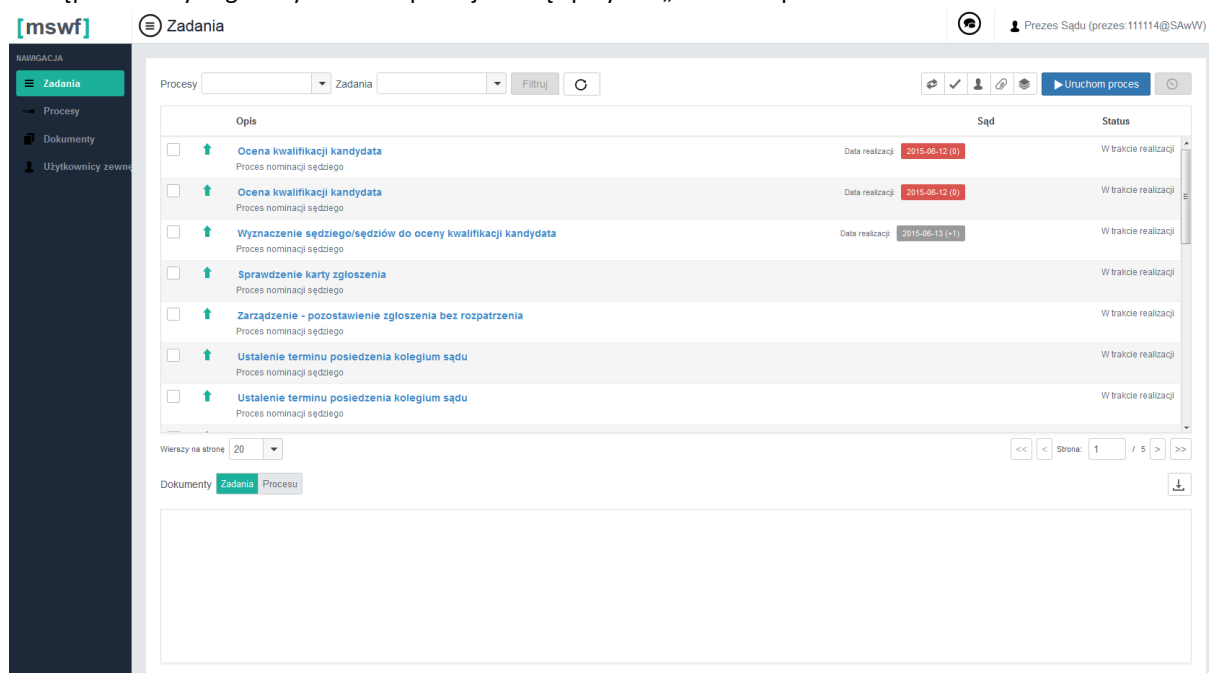 [mswf]
Zadania
Prezes Sądu (prezes:111114@SAwW)
NAWIGACJA
Zadania
Procesy
Dokumenty
Użytkownicy zewnę
Procesy
Zadania
Filtruj
Uruchom proces
Opis Sąd Status
Ocena kwalifikacji kandydata Data realizacji: 2015-06-12 (0) W trakcie realizacji
Proces nominacji sędziego
Ocena kwalifikacji kandydata Data realizacji: 2015-06-12 (0) W trakcie realizacji
Proces nominacji sędziego
Wyznaczenie sędziego/sędziów do oceny kwalifikacji kandydata Data realizacji: 2015-06-13 (+1) W trakcie realizacji
Proces nominacji sędziego
Sprawdzenie karty zgłoszenia W trakcie realizacji
Proces nominacji sędziego
Zarządzenie - pozostawienie zgłoszenia bez rozpatrzenia W trakcie realizacji
Proces nominacji sędziego
Ustalenie terminu posiedzenia kolegium sądu W trakcie realizacji
Proces nominacji sędziego
Ustalenie terminu posiedzenia kolegium sądu W trakcie realizacji
Proces nominacji sędziego
Wierszy na stronę 20 << < Strona: 1 / 5 > >>
Dokumenty Zadania Procesu